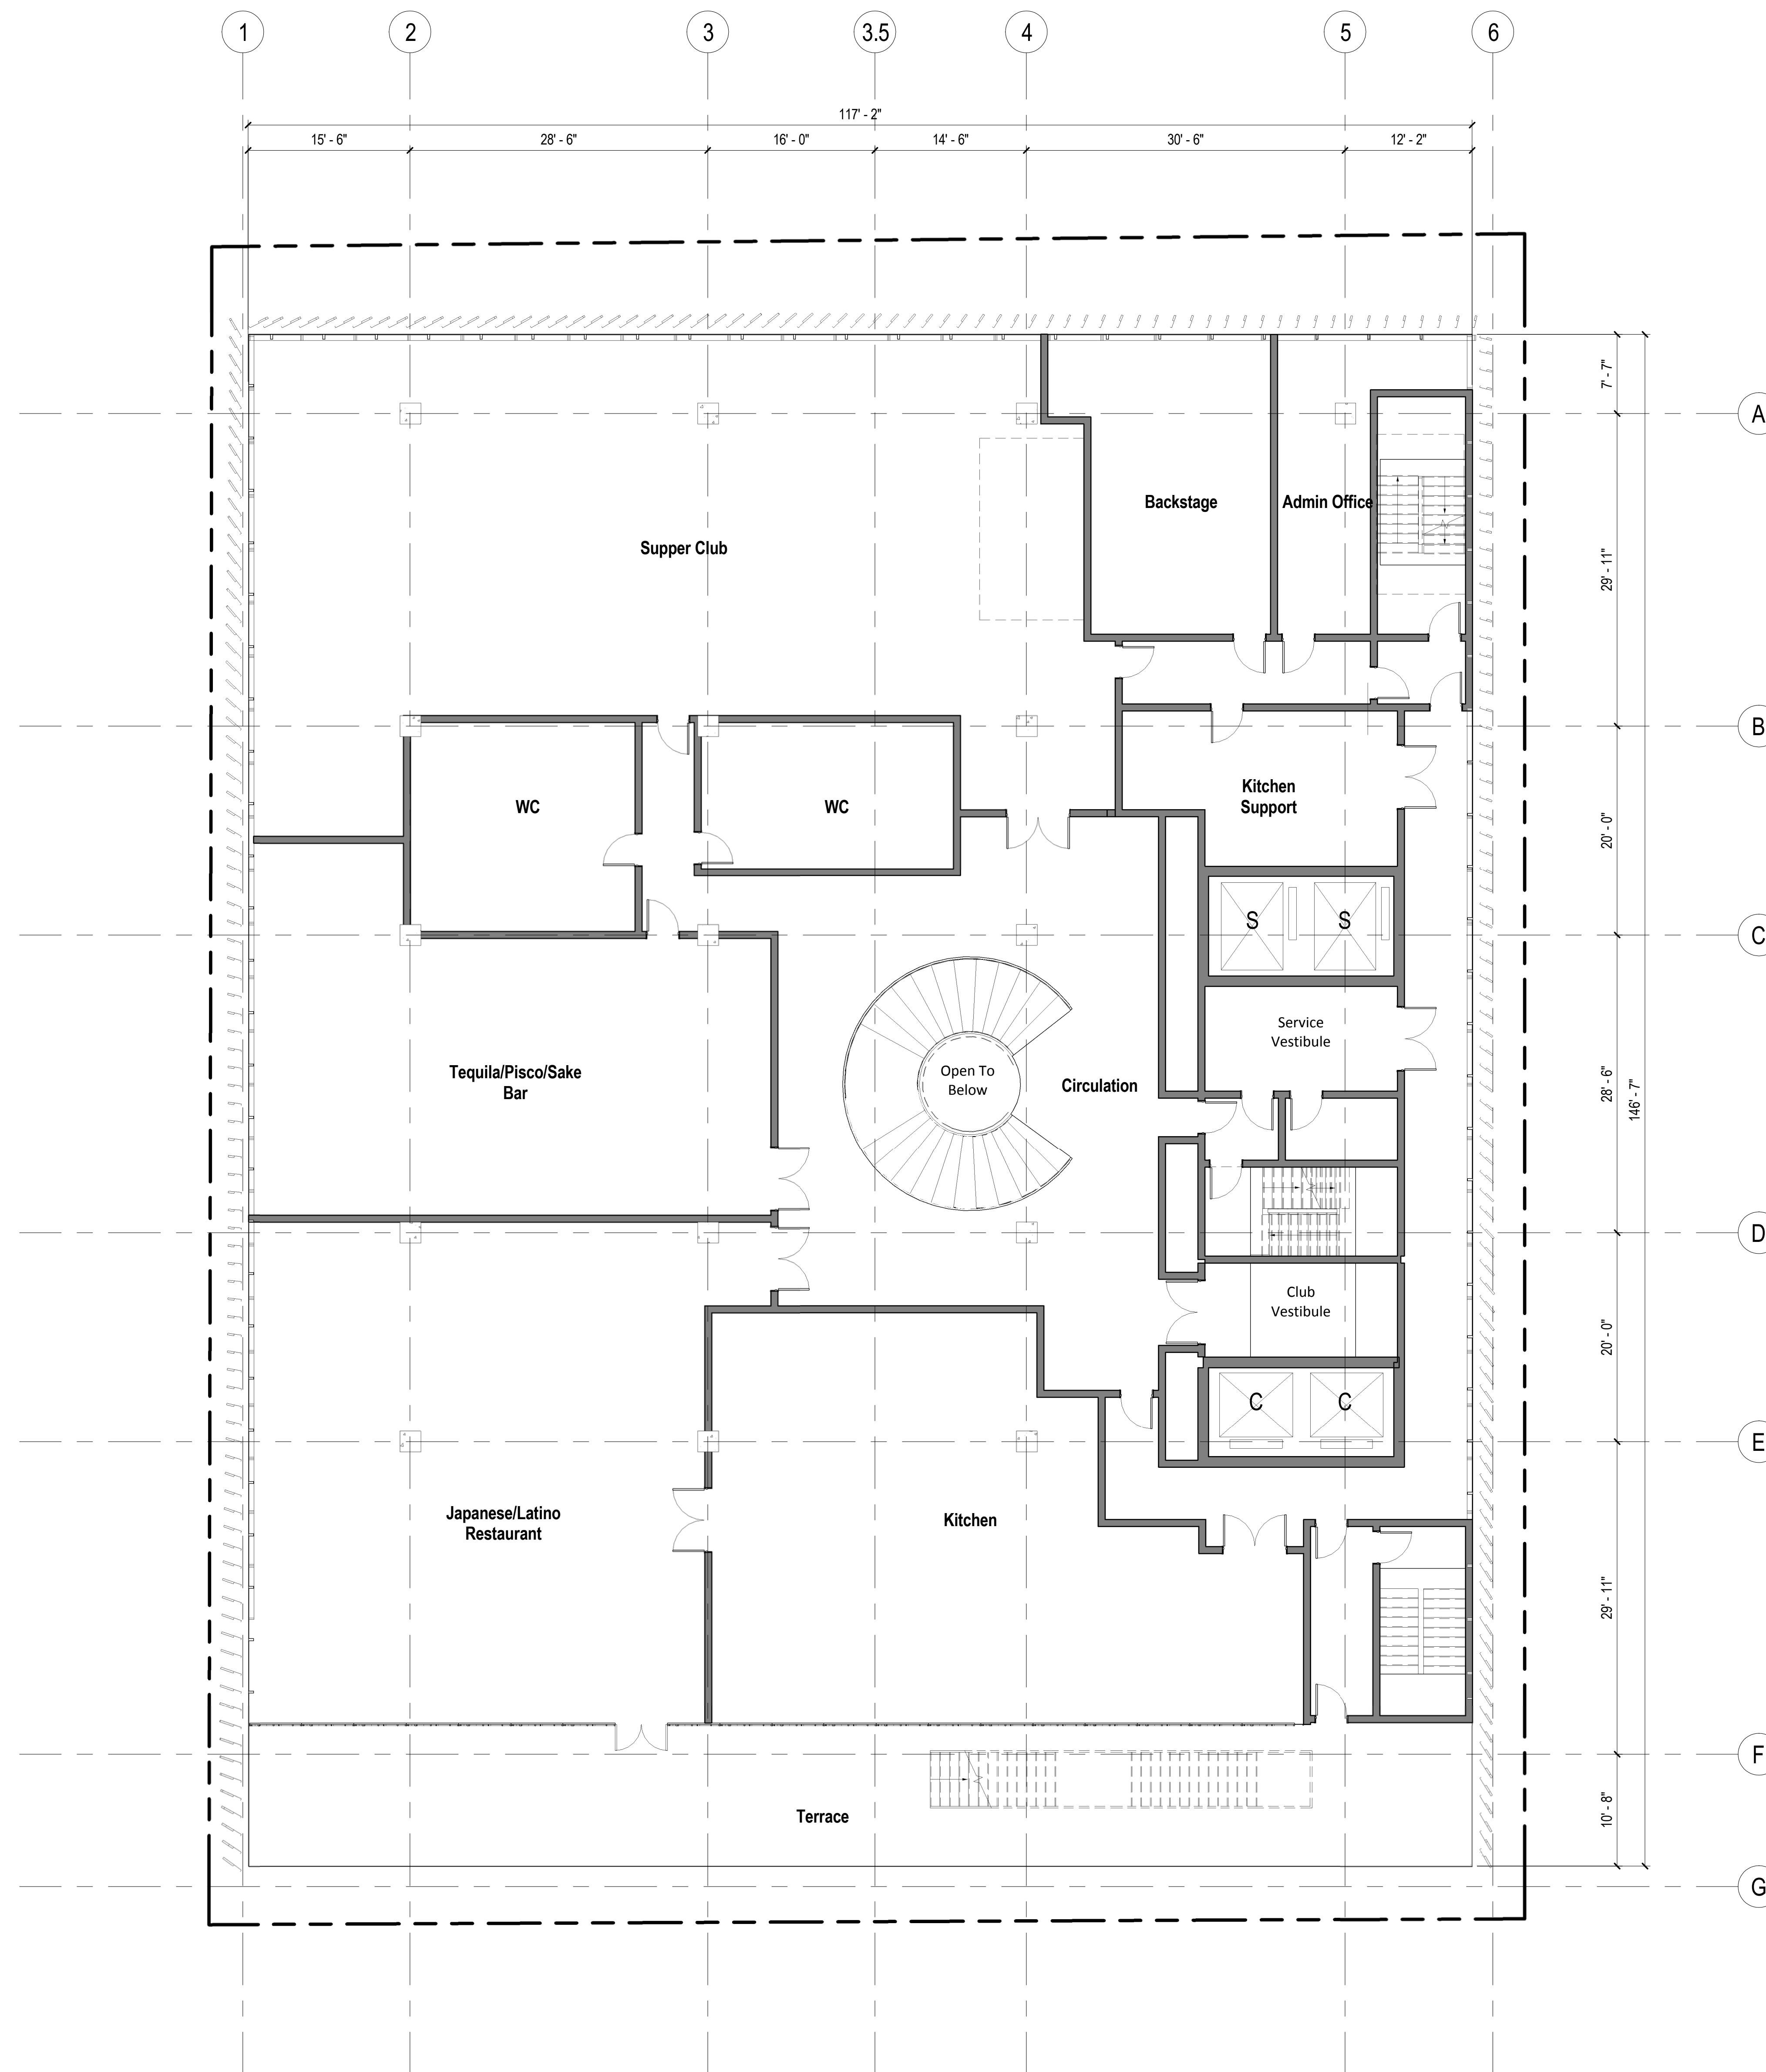 1
2
3
3.5
4
5
6
117' - 2"
15' - 6"
28' - 6"
16' - 0"
14' - 6"
30' - 6"
12' - 2"
7' - 7"
A
Backstage
Admin Office
Supper Club
29' - 11"
B
WC
WC
Kitchen
Support
20' - 0"
S
S
C
Service
Vestibule
Tequila/Pisco/Sake
Bar
Open To
Below
Circulation
28' - 6"
146' - 7"
D
Club
Vestibule
20' - 0"
C
C
E
Japanese/Latino
Restaurant
Kitchen
29' - 11"
F
Terrace
10' - 8"
G